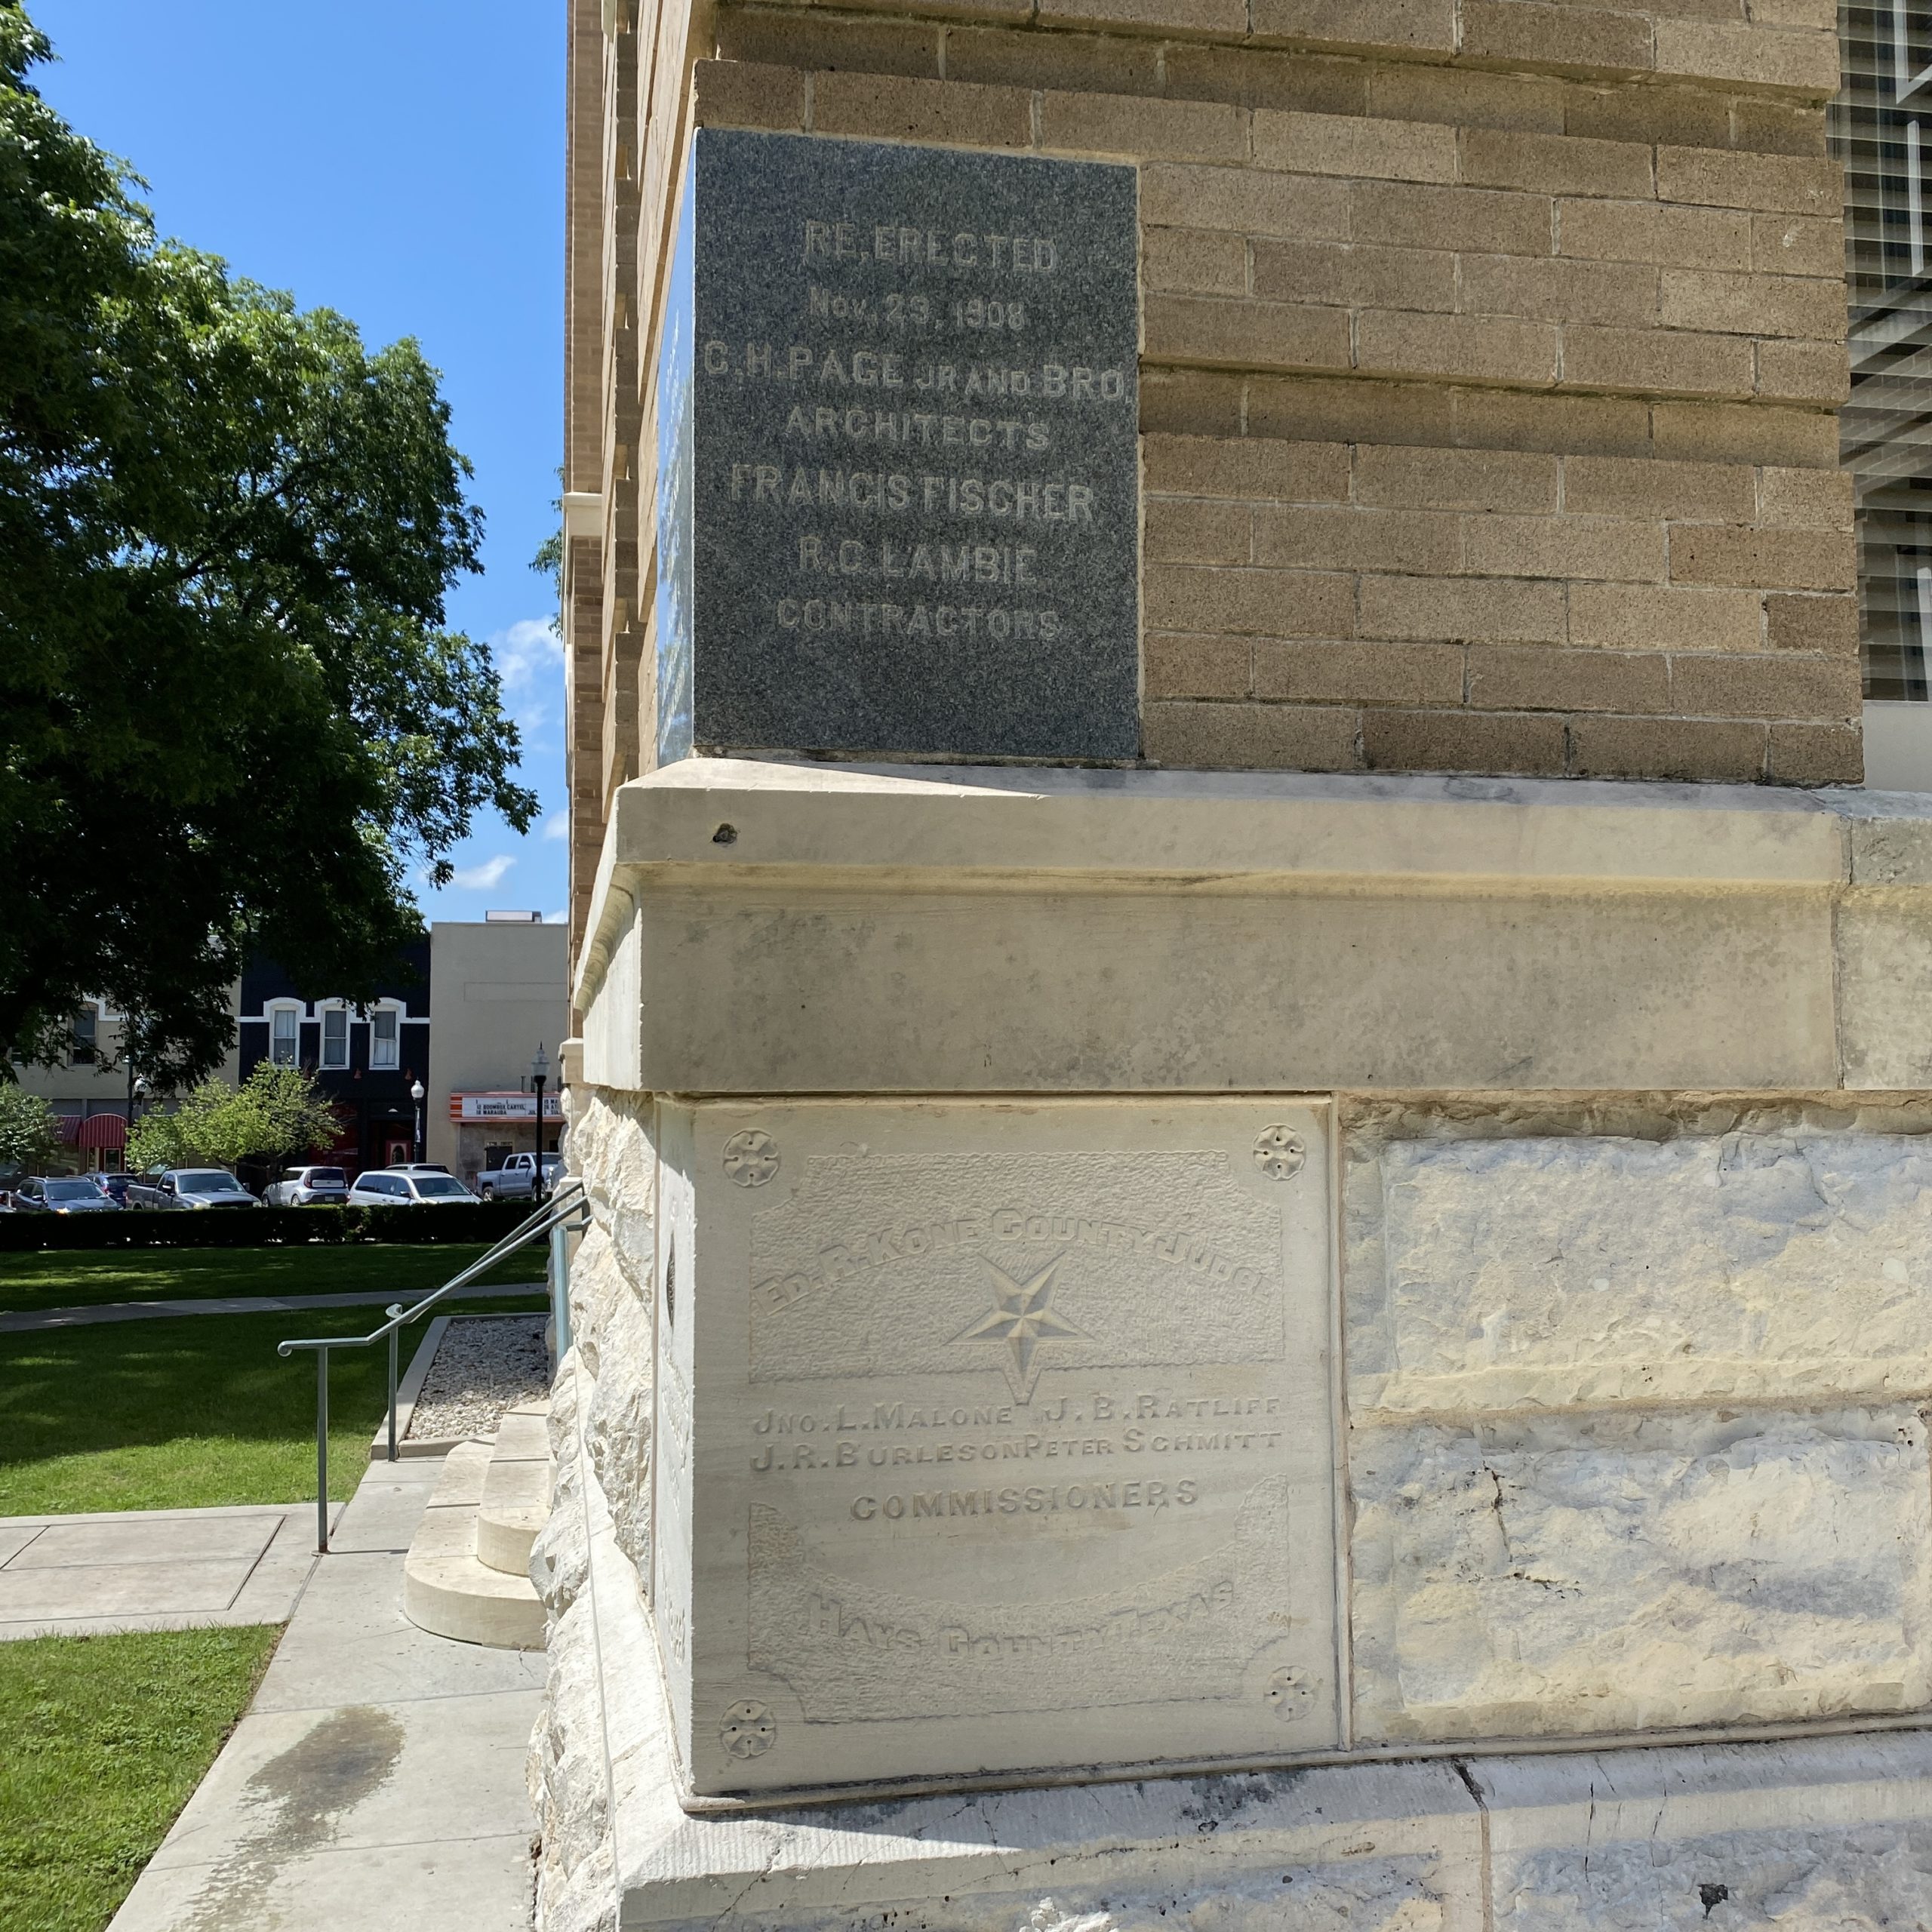 RE.ERECTED
Nov. 23, 1908
C.H.PAGE JR AND BRO.
ARCHITECTS
FRANCIS FISCHER
R.C. LAMBIE
CONTRACTORS
ED. R. KONE COUNTY JUDGE
JNO. L. MALONE J. B. RATLIFF
J. R. BURLESON PETER SCHMITT
COMMISSIONERS
HAYS COUNTY TEXAS